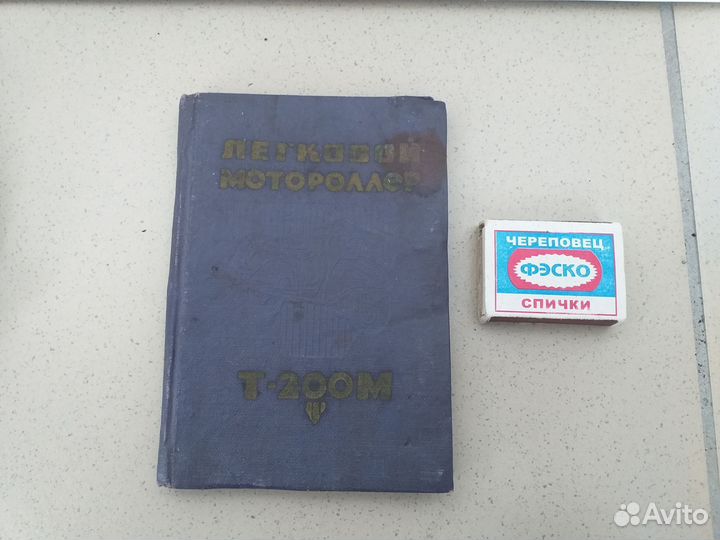 ЛЕГКОВОЙ
МОТОРОЛЛЕР
Т-200М
ЧЕРЕПОВЕЦ
ФЭСКО
СПИЧКИ
Avito